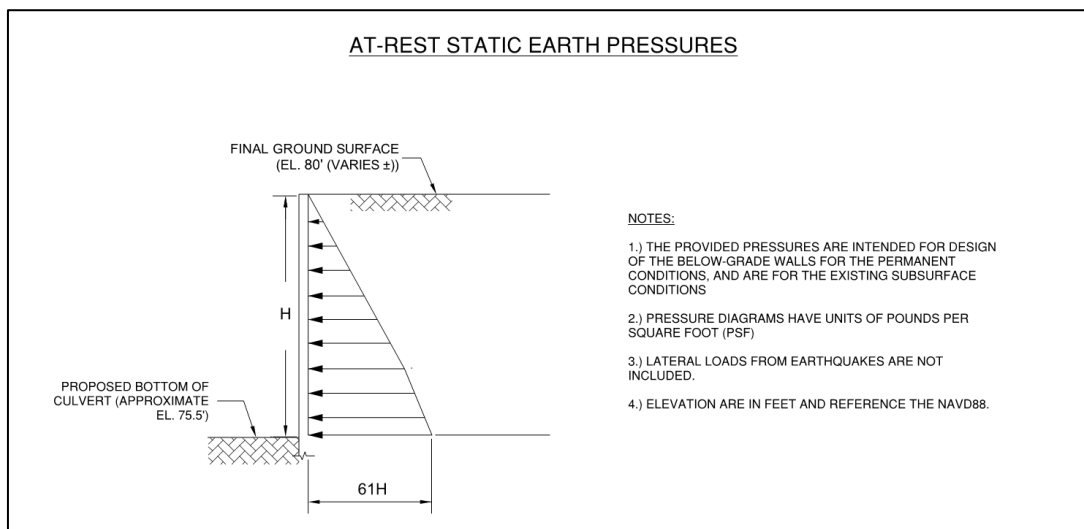 AT-REST STATIC EARTH PRESSURES
FINAL GROUND SURFACE
(EL. 80' (VARIES ±))
H
PROPOSED BOTTOM OF
CULVERT (APPROXIMATE
EL. 75.5')
61H
NOTES:
1.) THE PROVIDED PRESSURES ARE INTENDED FOR DESIGN
OF THE BELOW-GRADE WALLS FOR THE PERMANENT
CONDITIONS, AND ARE FOR THE EXISTING SUBSURFACE
CONDITIONS
2.) PRESSURE DIAGRAMS HAVE UNITS OF POUNDS PER
SQUARE FOOT (PSF)
3.) LATERAL LOADS FROM EARTHQUAKES ARE NOT
INCLUDED.
4.) ELEVATION ARE IN FEET AND REFERENCE THE NAVD88.